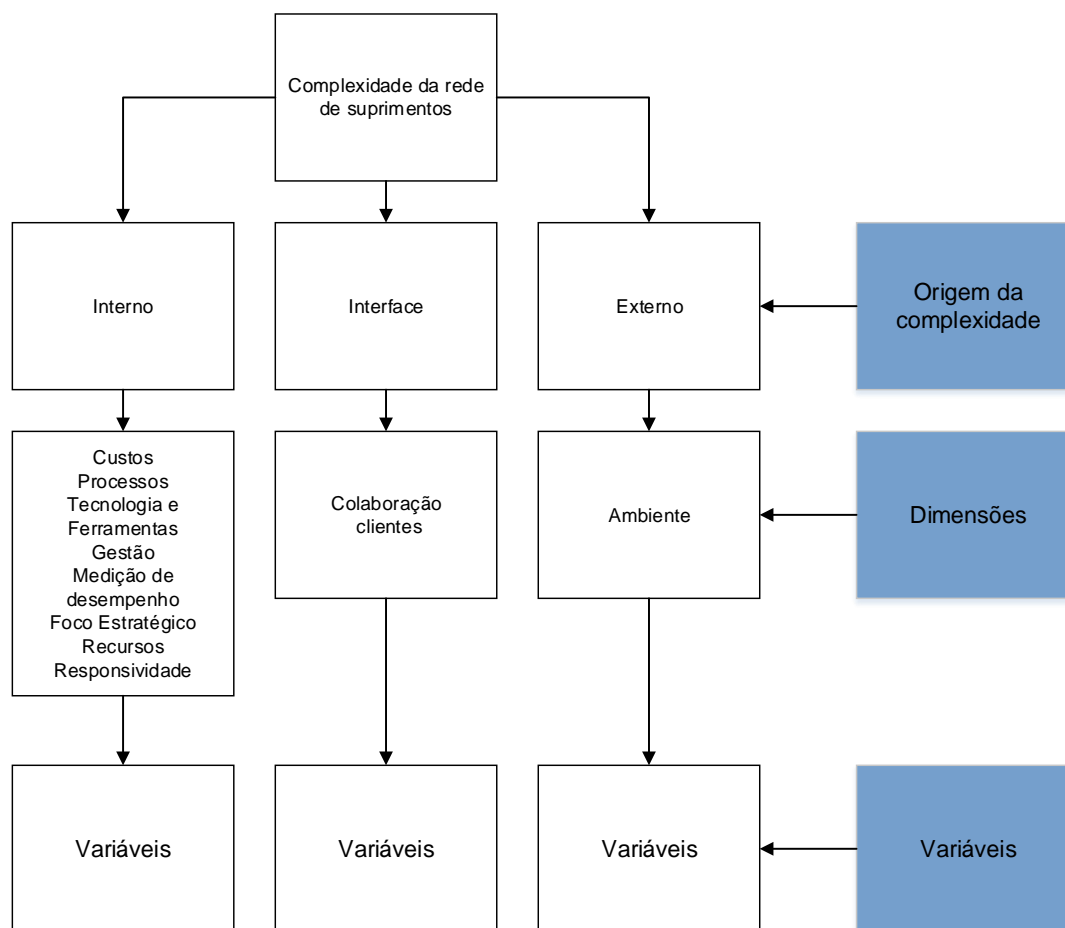 Complexidade da rede
de suprimentos
Interno
Interface
Externo
Origem da
complexidade
Custos
Processos
Tecnologia e
Ferramentas
Gestão
Medição de
desempenho
Foco Estratégico
Recursos
Responsividade
Colaboração
clientes
Ambiente
Dimensões
Variáveis
Variáveis
Variáveis
Variáveis